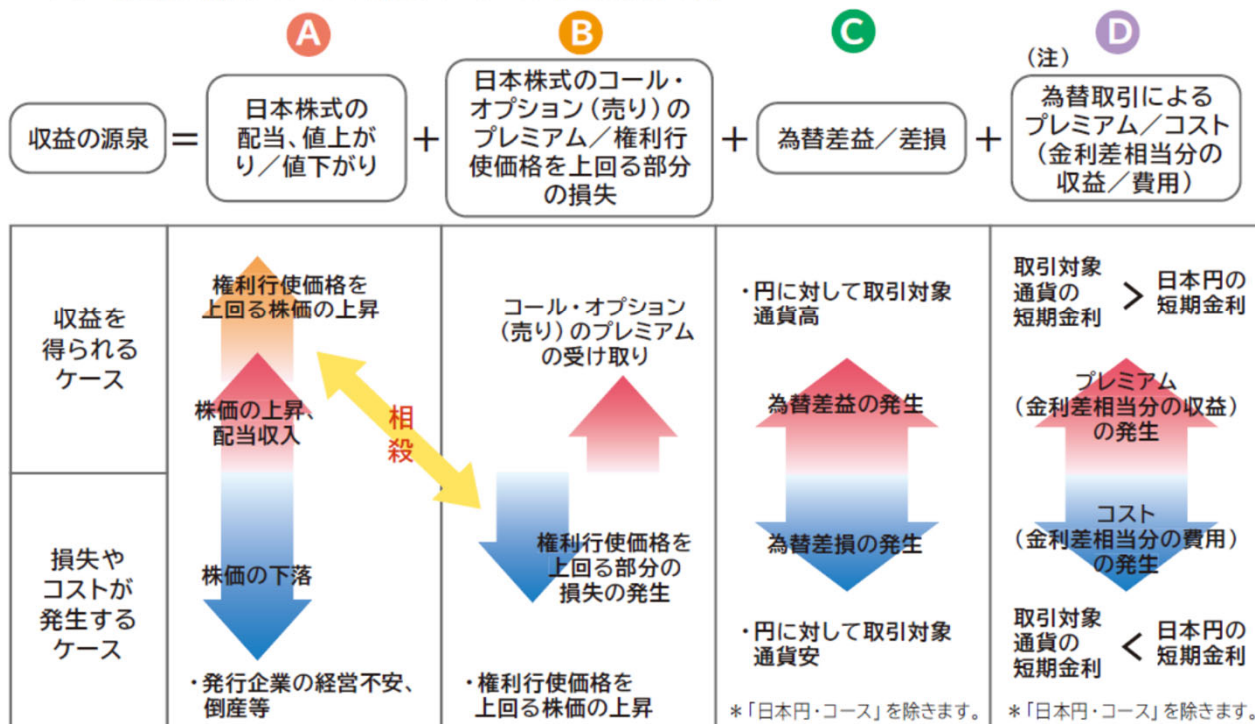 A
B
C
D
(注)
収益の源泉
=
日本株式の
配当、値上が
り／値下がり
+
日本株式のコール・
オプション(売り)の
プレミアム／権利行
使価格を上回る部分
の損失
+
為替差益／差損
+
為替取引による
プレミアム／コスト
(金利差相当分の
収益／費用)
収益を
得られる
ケース
権利行使価格を
上回る株価の上昇
株価の上昇、
配当収入
相
殺
コール・オプション
(売り)のプレミアム
の受け取り
・円に対して取引対象
通貨高
為替差益の発生
取引対象
通貨の
短期金利
>
日本円の
短期金利
プレミアム
(金利差相当分の収益)
の発生
損失や
コストが
発生する
ケース
株価の下落
・発行企業の経営不安、
倒産等
権利行使価格を
上回る部分の
損失の発生
・権利行使価格を
上回る株価の上昇
為替差損の発生
・円に対して取引対象
通貨安
＊「日本円・コース」を除きます。
コスト
(金利差相当分の費用)
の発生
取引対象
通貨の
短期金利
<
日本円の
短期金利
＊「日本円・コース」を除きます。